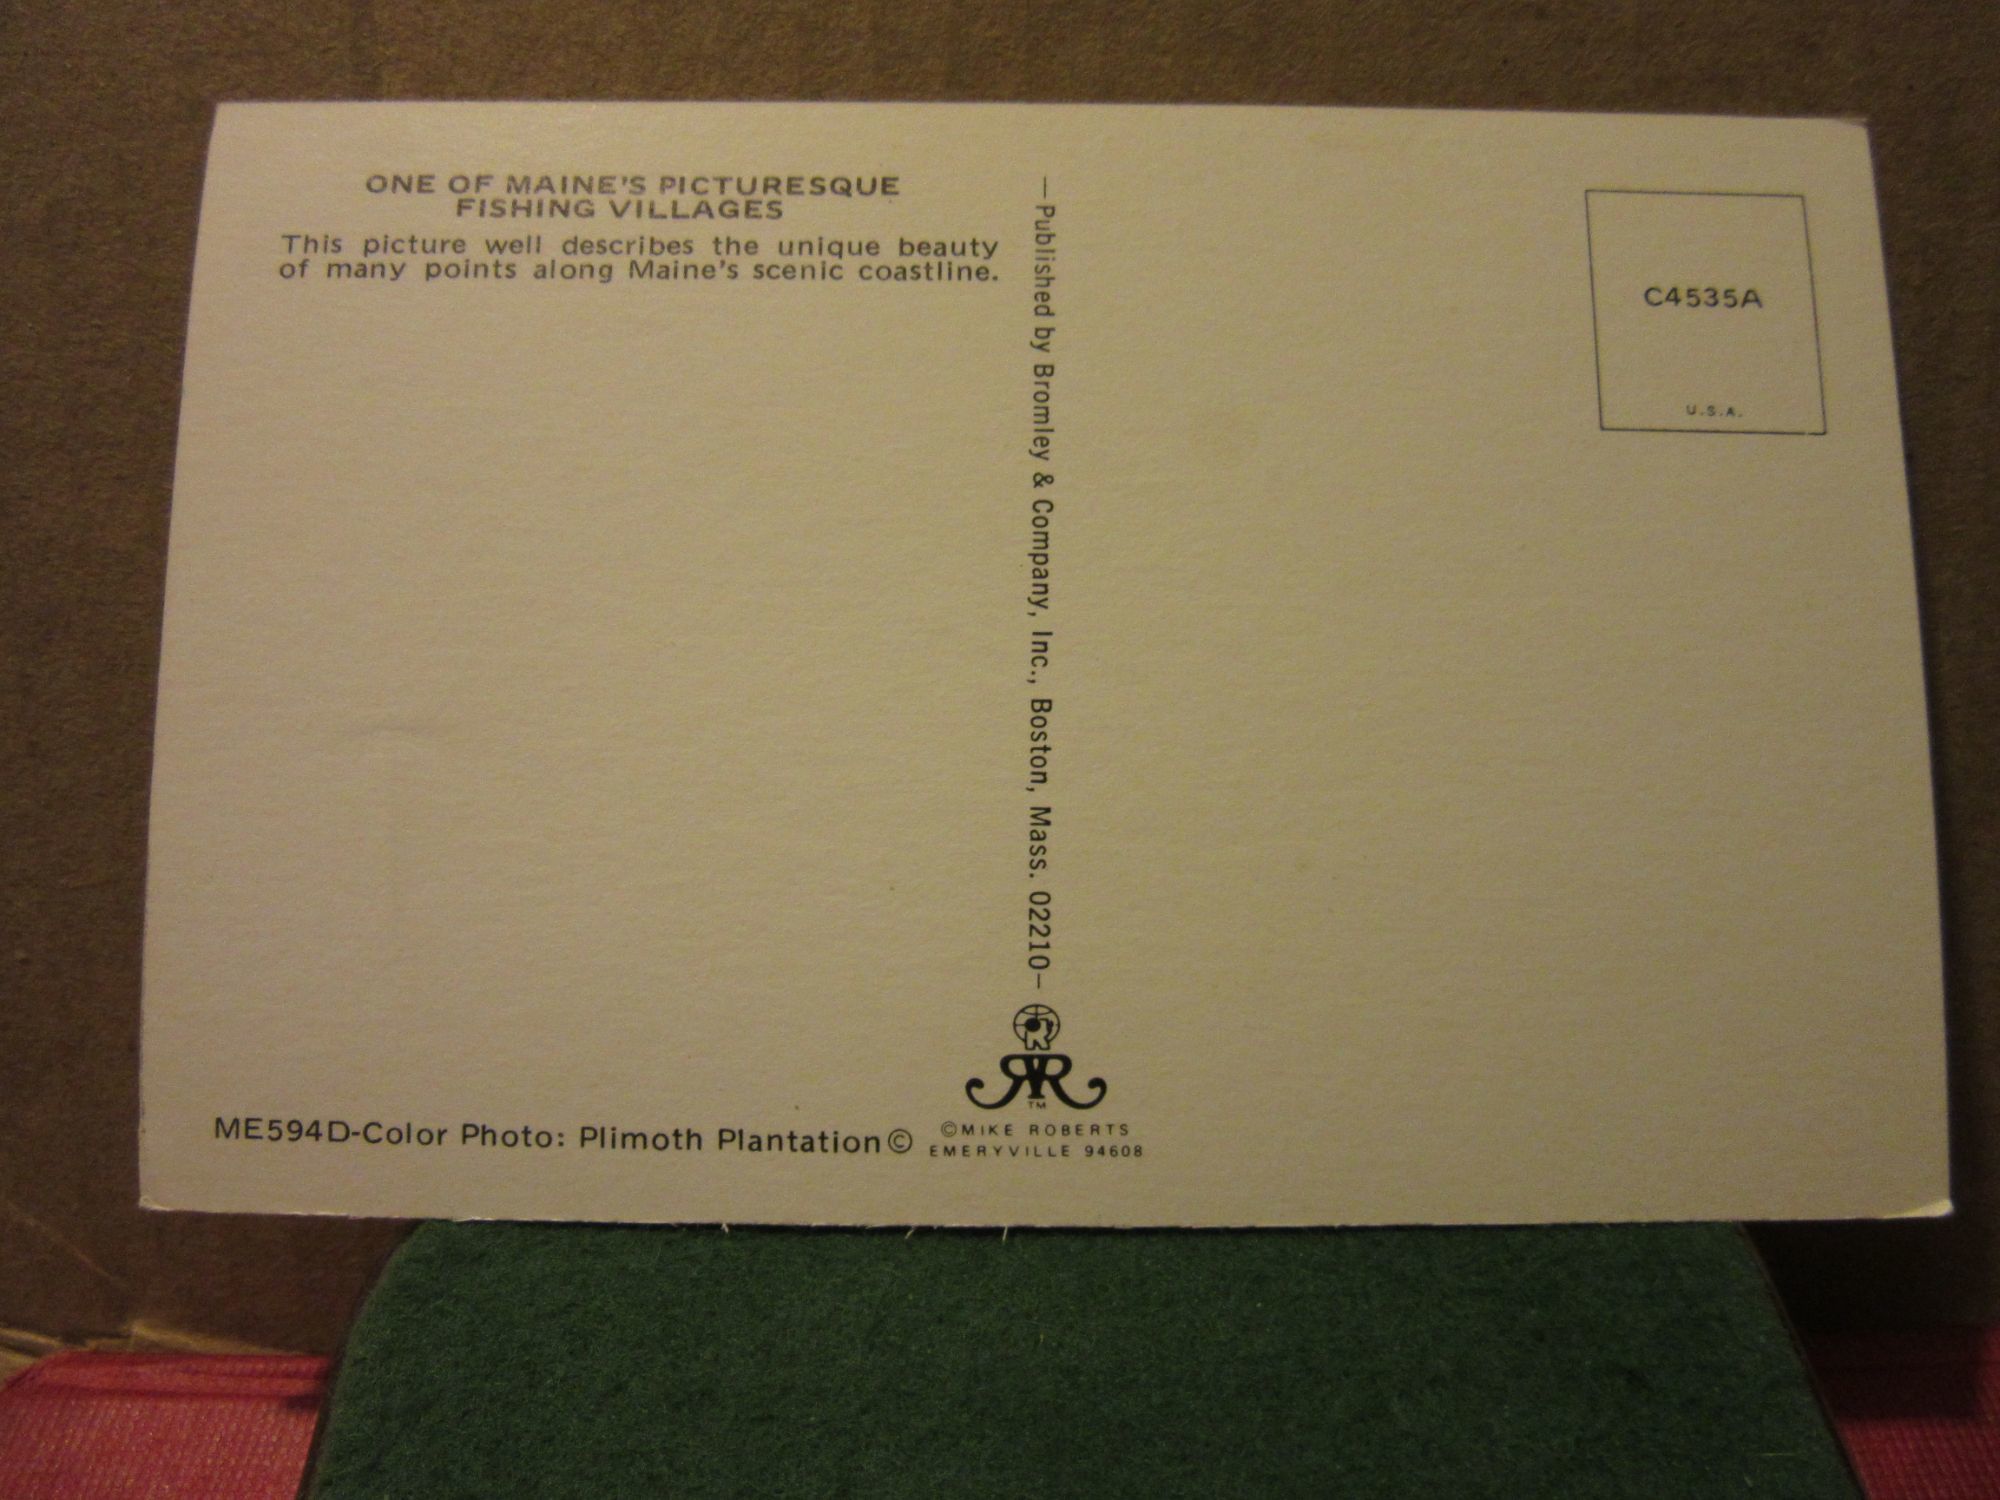 ONE OF MAINE'S PICTURESQUE
FISHING VILLAGES
This picture well describes the unique beauty
of many points along Maine's scenic coastline.
—Published by Bromley & Company, Inc., Boston, Mass. 02210—
C4535A
U.S.A.
ME594D-Color Photo: Plimoth Plantation©
R
TM
©MIKE ROBERTS
EMERYVILLE 94608